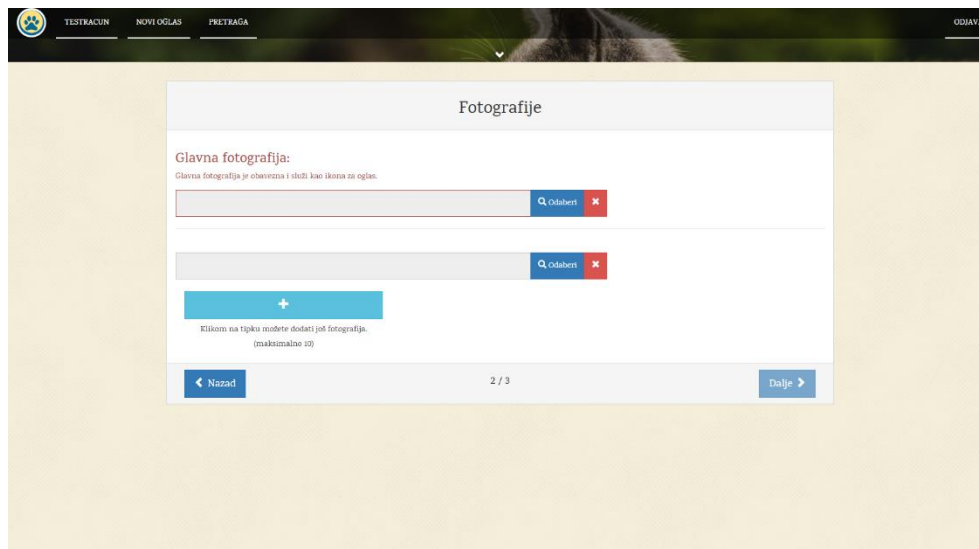 TESTRACUN NOVI OGLAS PRETRAGA ODJAV
Fotografije
Glavna fotografija:
Glavna fotografija je obavezna i služi kao ikona za oglas.
Odaberi
Odaberi
Klikom na tipku možete dodati još fotografija.
(maksimalno 10)
Nazad 2 / 3 Dalje